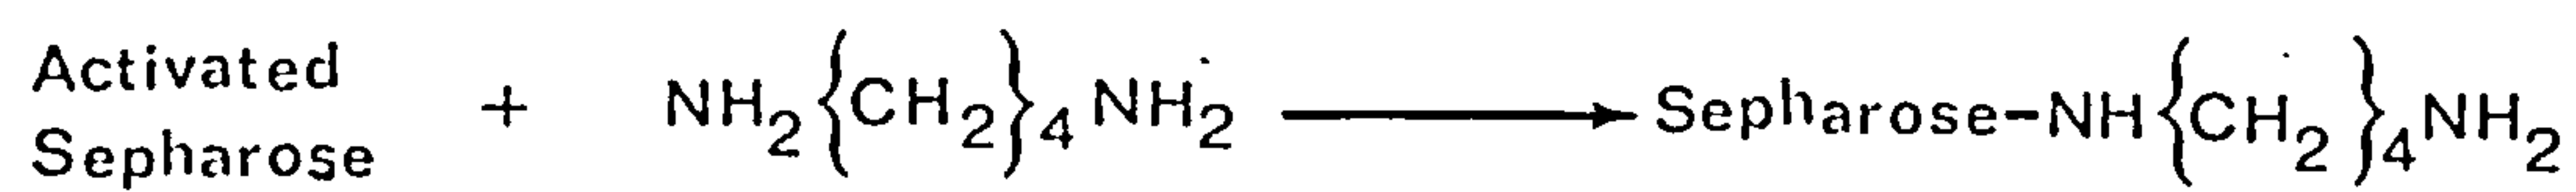 Activated
Sepharose + NH₂{CH₂}₄NH₂ ⟶ Sepharose-NH{CH₂}₄NH₂